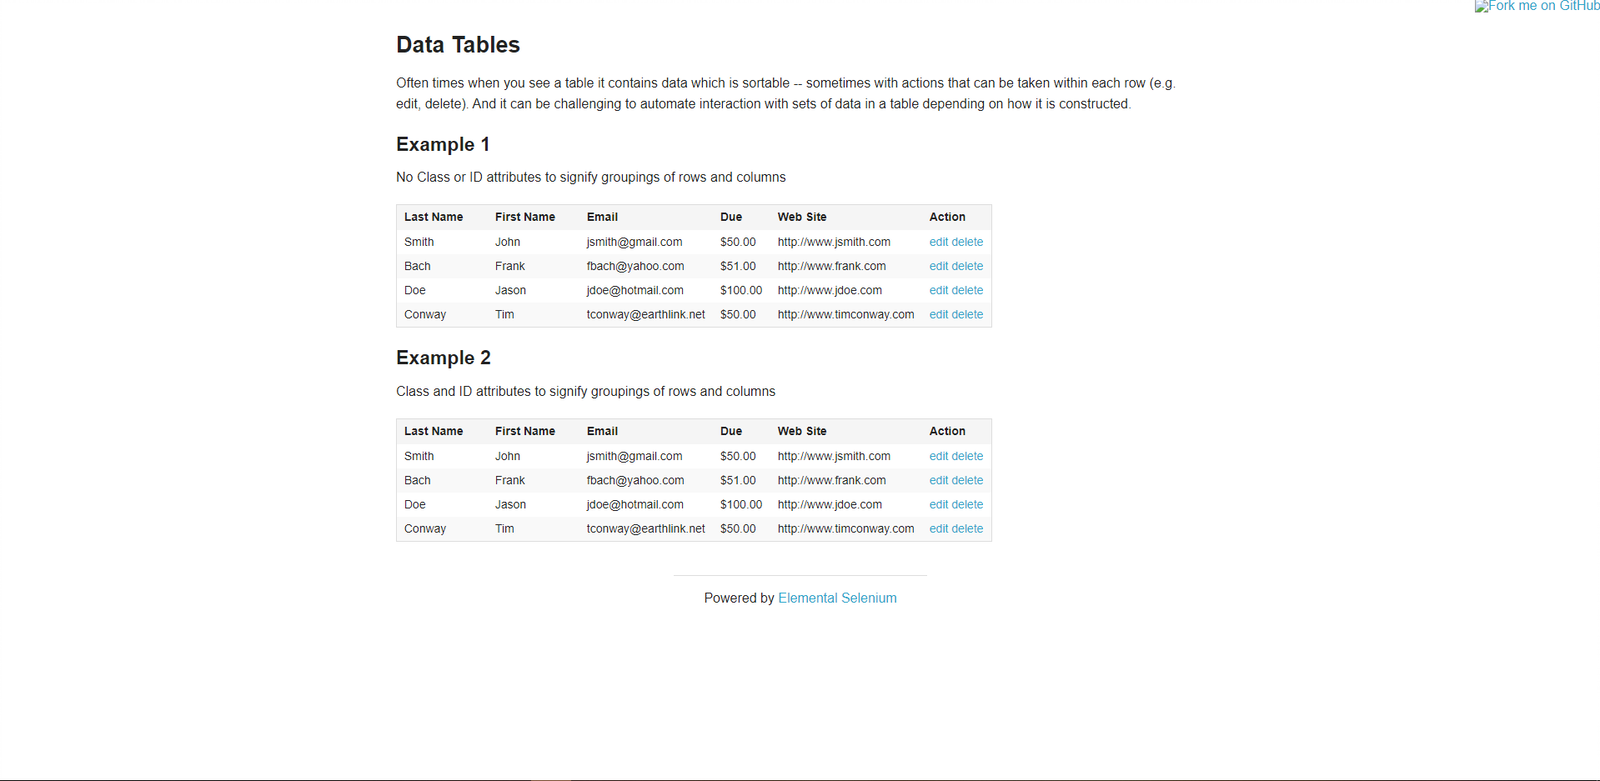 Fork me on GitHub
Data Tables
Often times when you see a table it contains data which is sortable -- sometimes with actions that can be taken within each row (e.g.
edit, delete). And it can be challenging to automate interaction with sets of data in a table depending on how it is constructed.
Example 1
No Class or ID attributes to signify groupings of rows and columns
Last Name First Name Email Due Web Site Action
Smith John jsmith@gmail.com $50.00 http://www.jsmith.com edit delete
Bach Frank fbach@yahoo.com $51.00 http://www.frank.com edit delete
Doe Jason jdoe@hotmail.com $100.00 http://www.jdoe.com edit delete
Conway Tim tconway@earthlink.net $50.00 http://www.timconway.com edit delete
Example 2
Class and ID attributes to signify groupings of rows and columns
Last Name First Name Email Due Web Site Action
Smith John jsmith@gmail.com $50.00 http://www.jsmith.com edit delete
Bach Frank fbach@yahoo.com $51.00 http://www.frank.com edit delete
Doe Jason jdoe@hotmail.com $100.00 http://www.jdoe.com edit delete
Conway Tim tconway@earthlink.net $50.00 http://www.timconway.com edit delete
Powered by Elemental Selenium